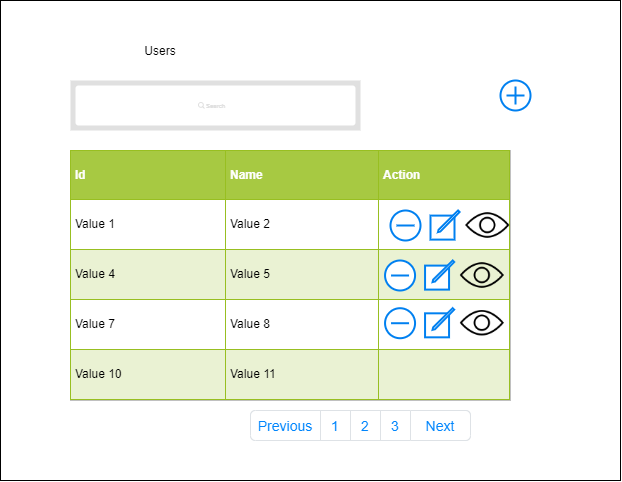 Users
Search
Id Name Action
Value 1 Value 2
Value 4 Value 5
Value 7 Value 8
Value 10 Value 11
Previous 1 2 3 Next